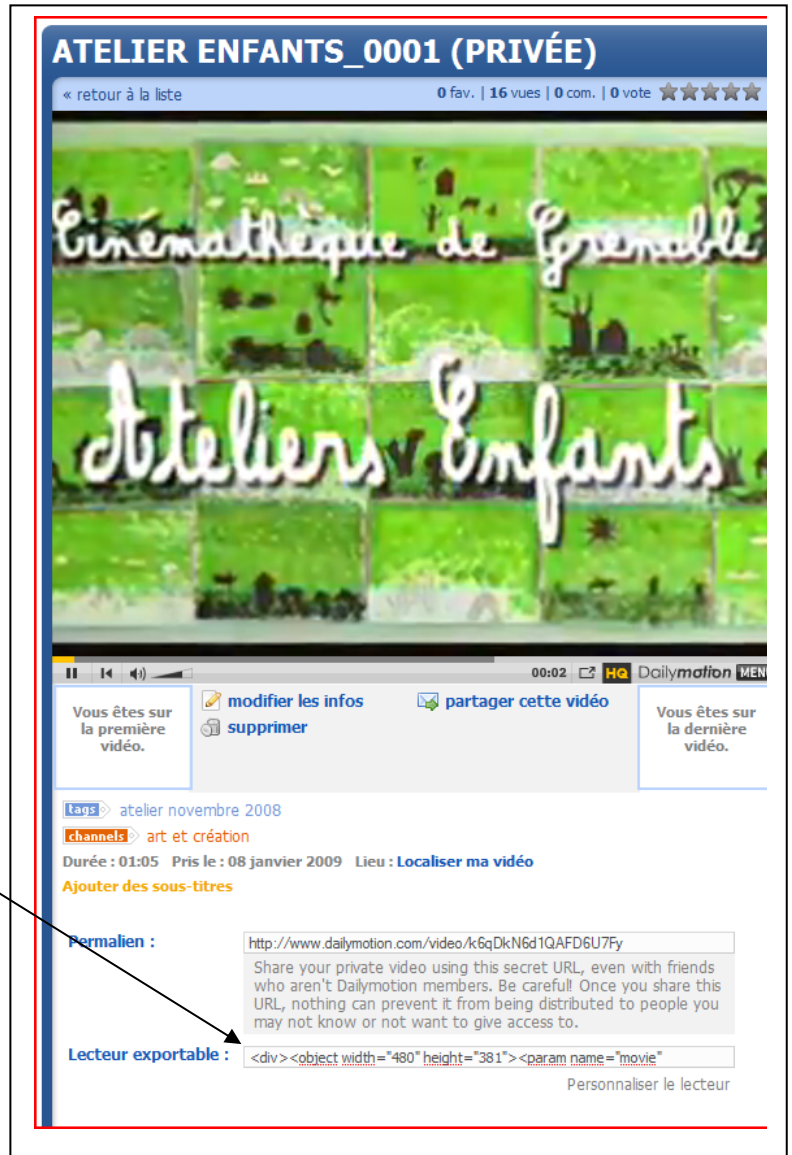 ATELIER ENFANTS_0001 (PRIVÉE)
« retour à la liste 0 fav. | 16 vues | 0 com. | 0 vote
Cinémathèque de Grenoble
Ateliers Enfants
00:02 HQ Dailymotion MENU
Vous êtes sur
la première
vidéo.
modifier les infos
supprimer
partager cette vidéo
Vous êtes sur
la dernière
vidéo.
tags atelier novembre 2008
channels art et création
Durée : 01:05 Pris le : 08 janvier 2009 Lieu : Localiser ma vidéo
Ajouter des sous-titres
Permalien : http://www.dailymotion.com/video/k6qDkN6d1QAFD6U7Fy
Share your private video using this secret URL, even with friends
who aren't Dailymotion members. Be careful! Once you share this
URL, nothing can prevent it from being distributed to people you
may not know or not want to give access to.
Lecteur exportable : <div><object width="480" height="381"><param name="movie"
Personnaliser le lecteur